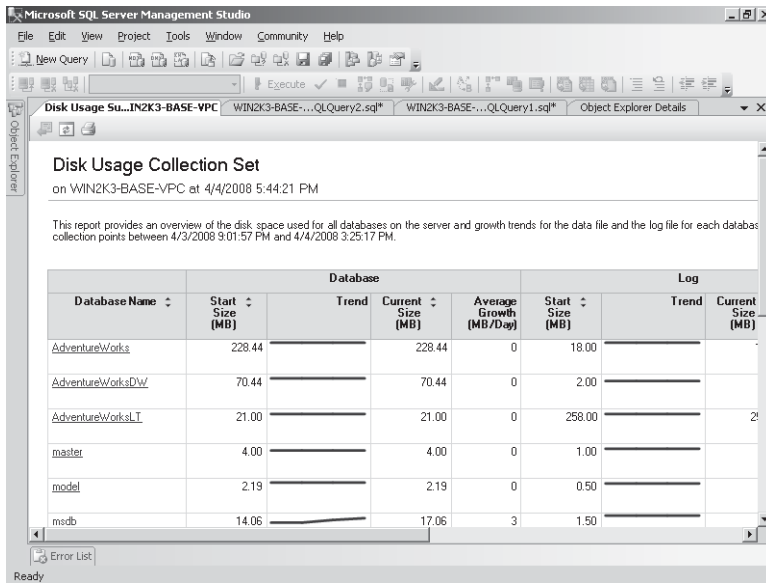 Microsoft SQL Server Management Studio
File Edit View Project Tools Window Community Help
New Query
Execute
Disk Usage Su...IN2K3-BASE-VPC WIN2K3-BASE-...QLQuery2.sql* WIN2K3-BASE-...QLQuery1.sql* Object Explorer Details
Object Explorer
Disk Usage Collection Set
on WIN2K3-BASE-VPC at 4/4/2008 5:44:21 PM
This report provides an overview of the disk space used for all databases on the server and growth trends for the data file and the log file for each databas
collection points between 4/3/2008 9:01:57 PM and 4/4/2008 3:25:17 PM.
Database Log
Database Name Start Size (MB) Trend Current Size (MB) Average Growth (MB/Day) Start Size (MB) Trend Current Size (MB)
AdventureWorks 228.44 228.44 0 18.00
AdventureWorksDW 70.44 70.44 0 2.00
AdventureWorksLT 21.00 21.00 0 258.00
master 4.00 4.00 0 1.00
model 2.19 2.19 0 0.50
msdb 14.06 17.06 3 1.50
Error List
Ready